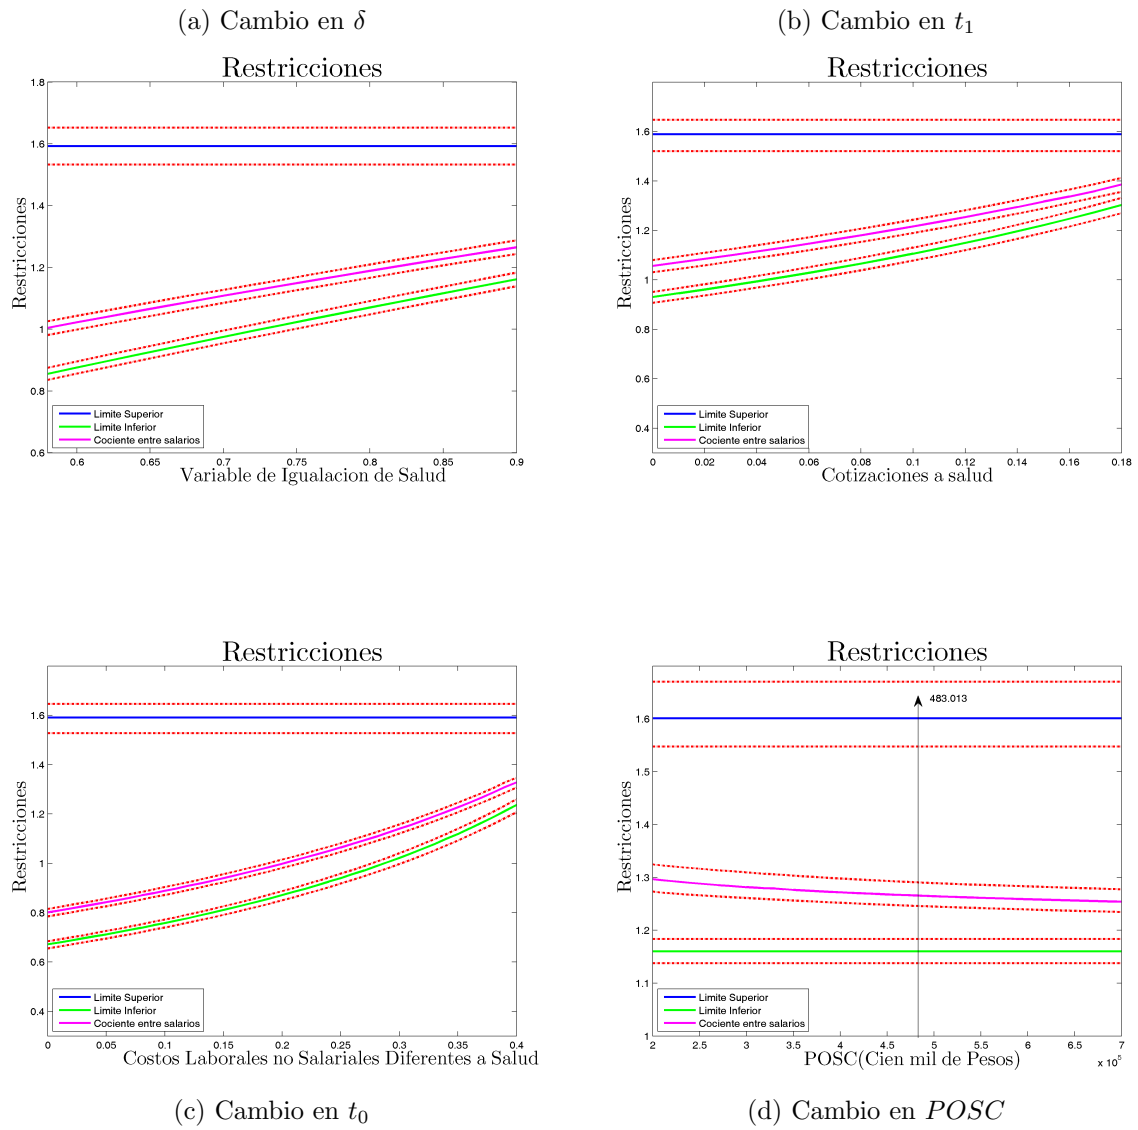 (a) Cambio en δ
(b) Cambio en t₁
Restricciones
1.8
1.6
1.4
1.2
1
0.8
0.6
Restricciones
Limite Superior
Limite Inferior
Cociente entre salarios
0.6 0.65 0.7 0.75 0.8 0.85 0.9
Variable de Igualacion de Salud
Restricciones
1.6
1.4
1.2
1
0.8
0.6
0.4
Restricciones
Limite Superior
Limite Inferior
Cociente entre salarios
0 0.02 0.04 0.06 0.08 0.1 0.12 0.14 0.16 0.18
Cotizaciones a salud
Restricciones
1.6
1.4
1.2
1
0.8
0.6
0.4
Restricciones
Limite Superior
Limite Inferior
Cociente entre salarios
0 0.05 0.1 0.15 0.2 0.25 0.3 0.35 0.4
Costos Laborales no Salariales Diferentes a Salud
Restricciones
483.013
1.6
1.5
1.4
1.3
1.2
1.1
1
Restricciones
Limite Superior
Limite Inferior
Cociente entre salarios
2 2.5 3 3.5 4 4.5 5 5.5 6 6.5 7
x 10⁵
POSC(Cien mil de Pesos)
(c) Cambio en t₀
(d) Cambio en POSC